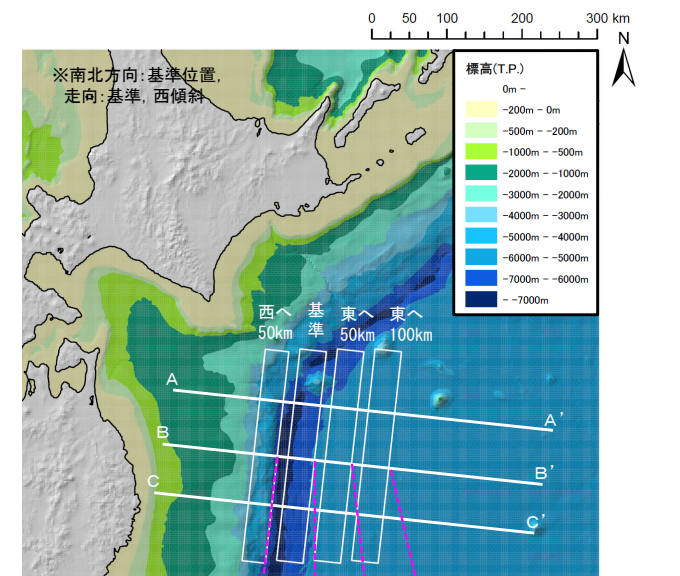 0 50 100 200 300 km
N
※南北方向：基準位置，
走向：基準，西傾斜
標高(T.P.)
0m -
-200m - 0m
-500m - -200m
-1000m - -500m
-2000m - -1000m
-3000m - -2000m
-4000m - -3000m
-5000m - -4000m
-6000m - -5000m
-7000m - -6000m
- -7000m
西へ
50km
基
準
東へ
50km
東へ
100km
A
A'
B
B'
C
C'